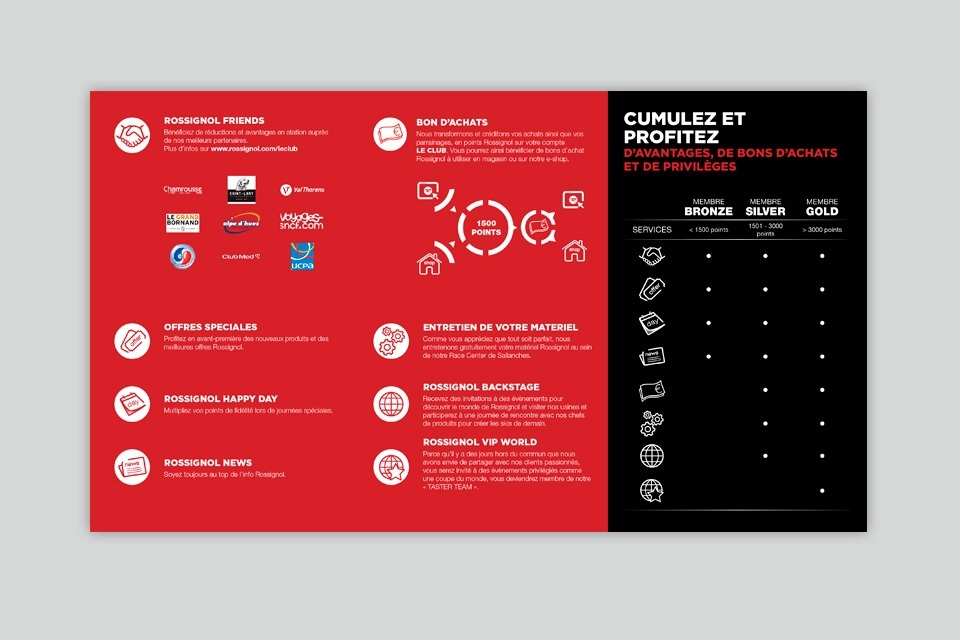 ROSSIGNOL FRIENDS
Bénéficiez de réductions et avantages en station auprès
de nos meilleurs partenaires.
Plus d'infos sur www.rossignol.com/leclub
Chamrousse
SAINT-LARY
Val Thorens
LE GRAND
BORNAND
alpe d'huez
Voyages-
sncf.com
Club Med
ucpa
OFFRES SPECIALES
Profitez en avant-première des nouveaux produits et des
meilleures offres Rossignol.
offer
ROSSIGNOL HAPPY DAY
Multipliez vos points de fidélité lors de journées spéciales.
day
ROSSIGNOL NEWS
Soyez toujours au top de l'info Rossignol.
news
BON D'ACHATS
Nous transformons et créditons vos achats ainsi que vos
parrainages, en points Rossignol sur votre compte
LE CLUB. Vous pourrez ainsi bénéficier de bons d'achat
Rossignol à utiliser en magasin ou sur notre e-shop.
1500
POINTS
shop
shop
ENTRETIEN DE VOTRE MATERIEL
Comme vous appréciez que tout soit parfait, nous
entretenons gratuitement votre matériel Rossignol au sein
de notre Race Center de Sallanches.
ROSSIGNOL BACKSTAGE
Recevez des invitations à des évènements pour
découvrir le monde de Rossignol et visiter nos usines et
participerez à une journée de rencontre avec nos chefs
de produits pour créer les skis de demain.
ROSSIGNOL VIP WORLD
Parce qu'il y a des jours hors du commun que nous
avons envie de partager avec nos clients passionnés,
vous serez invité à des évènements privilégiés comme
une coupe du monde, vous deviendrez membre de notre
« TASTER TEAM ».
CUMULEZ ET
PROFITEZ
D'AVANTAGES, DE BONS D'ACHATS
ET DE PRIVILÈGES
MEMBRE
BRONZE
MEMBRE
SILVER
MEMBRE
GOLD
SERVICES
< 1500 points
1501 - 3000
points
> 3000 points
offer
day
news